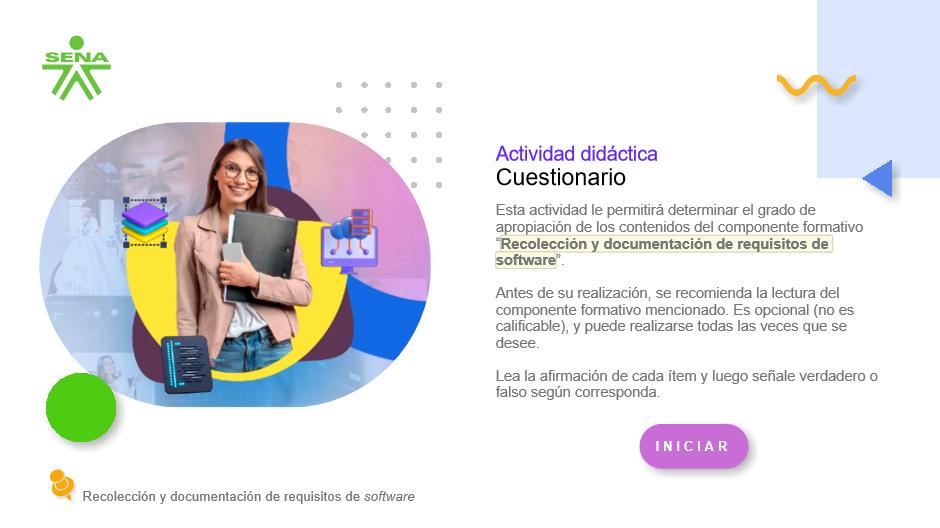 SENA
Actividad didáctica
Cuestionario
Esta actividad le permitirá determinar el grado de
apropiación de los contenidos del componente formativo
“Recolección y documentación de requisitos de
software”.
Antes de su realización, se recomienda la lectura del
componente formativo mencionado. Es opcional (no es
calificable), y puede realizarse todas las veces que se
desee.
Lea la afirmación de cada ítem y luego señale verdadero o
falso según corresponda.
INICIAR
Recolección y documentación de requisitos de software